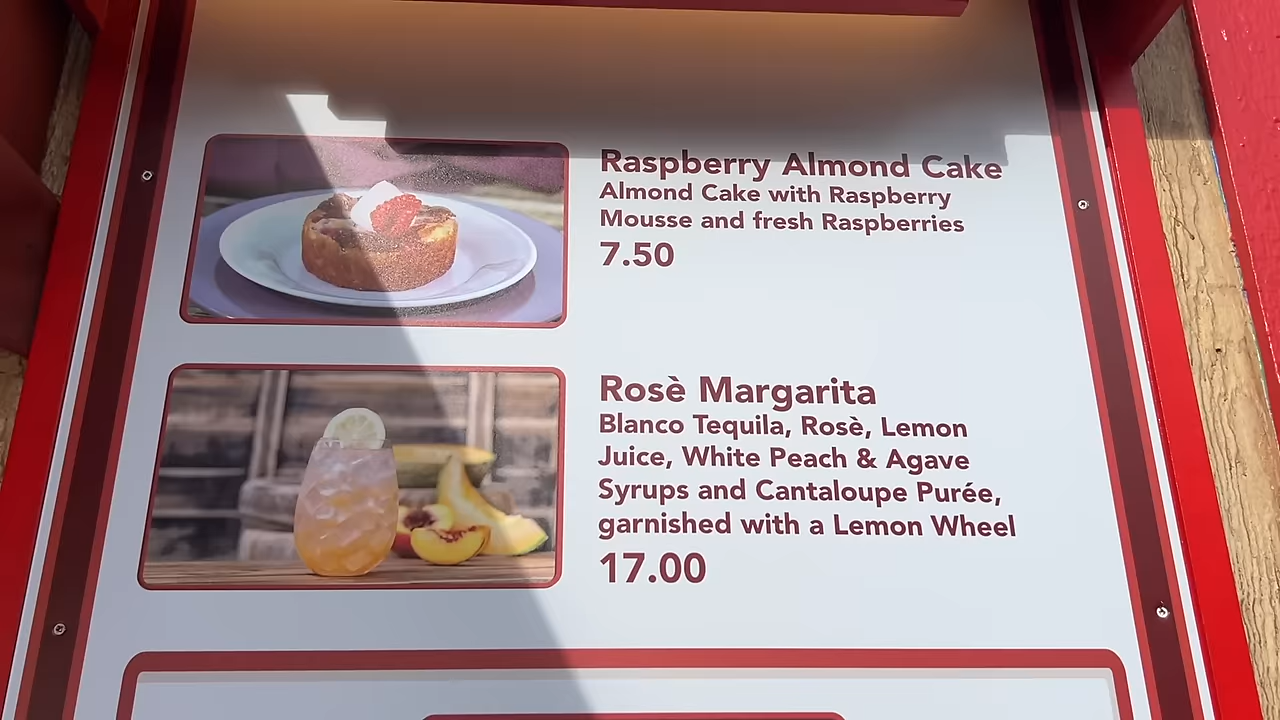 Raspberry Almond Cake
Almond Cake with Raspberry
Mousse and fresh Raspberries
7.50
Rosè Margarita
Blanco Tequila, Rosè, Lemon
Juice, White Peach & Agave
Syrups and Cantaloupe Purée,
garnished with a Lemon Wheel
17.00